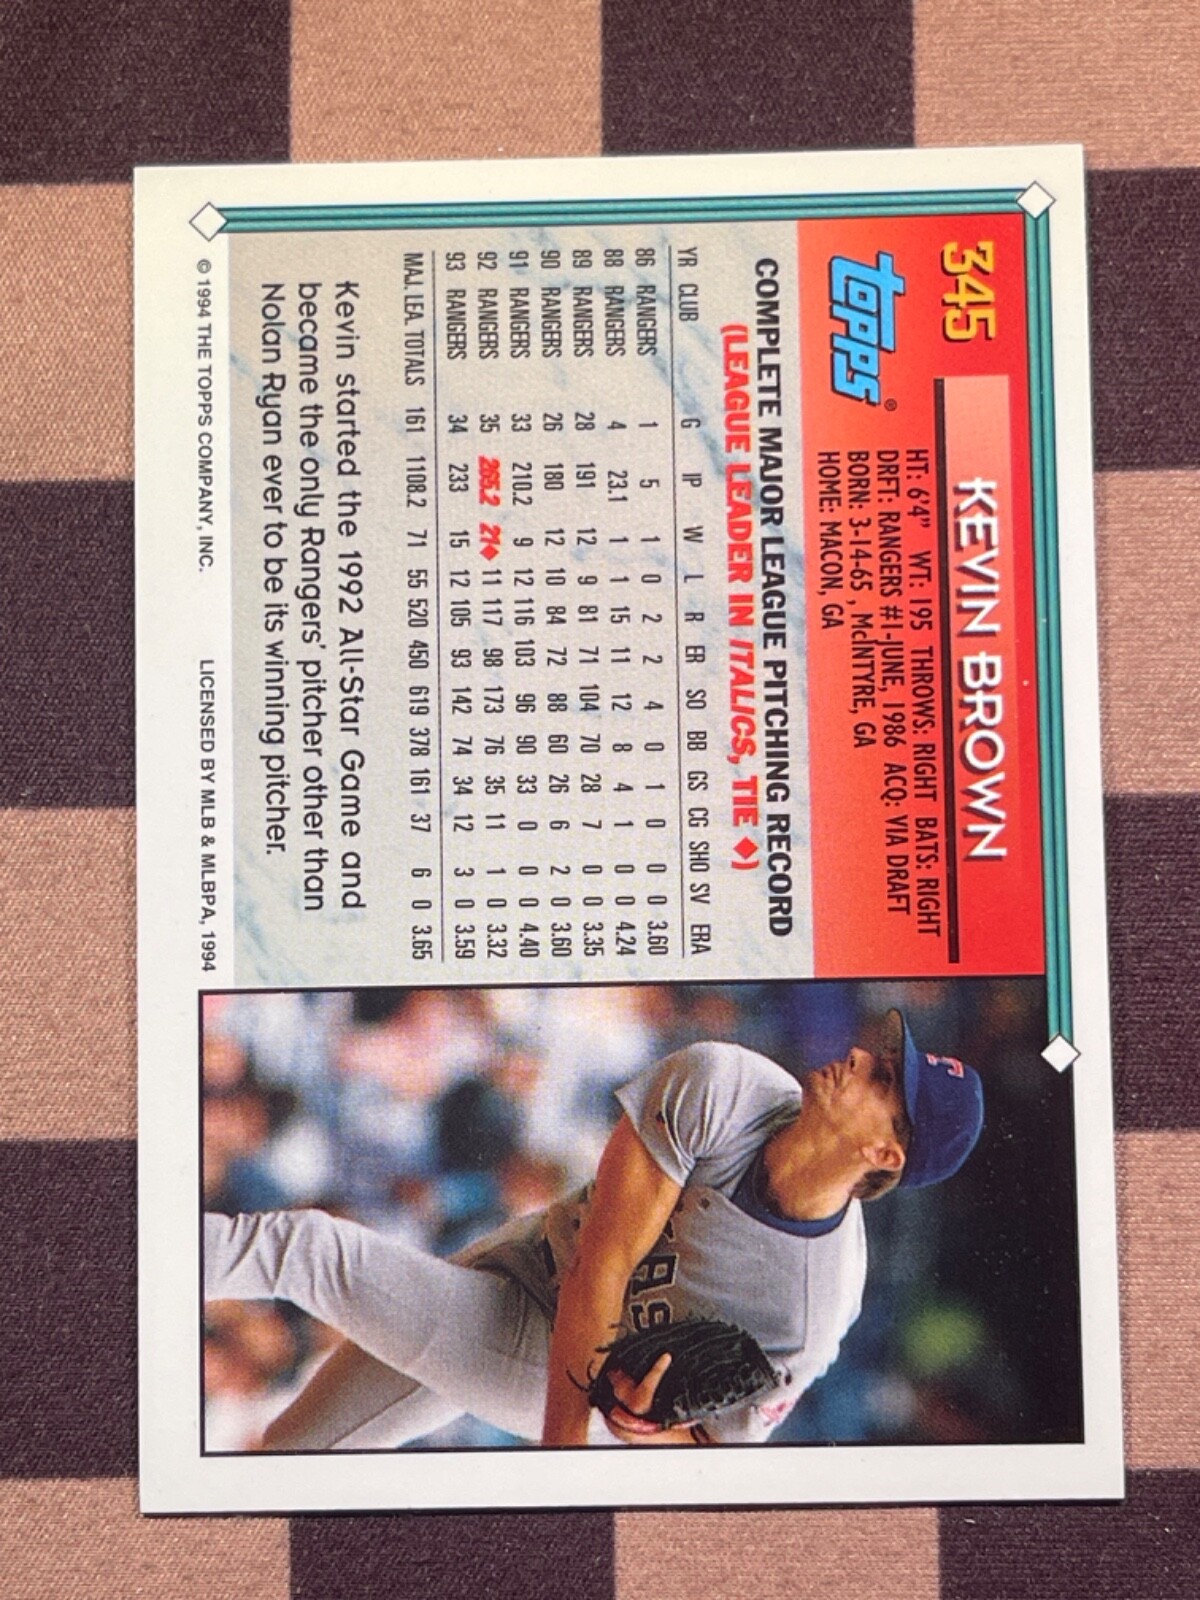 345
KEVIN BROWN
TOPPS®
HT: 6'4" WT: 195 THROWS: RIGHT BATS: RIGHT
DRFT: RANGERS #1-JUNE, 1986 ACQ: VIA DRAFT
BORN: 3-14-65, McINTYRE, GA
HOME: MACON, GA
COMPLETE MAJOR LEAGUE PITCHING RECORD
(LEAGUE LEADER IN ITALICS, TIE ♦)
YR CLUB G IP W L R ER SO BB GS CG SHO SV ERA
86 RANGERS 1 5 1 0 2 2 4 0 1 0 0 0 3.60
88 RANGERS 4 23.1 1 1 15 11 12 8 4 1 0 0 4.24
89 RANGERS 28 191 12 9 81 71 104 70 28 7 0 0 3.35
90 RANGERS 26 180 12 10 84 72 88 60 26 6 2 0 3.60
91 RANGERS 33 210.2 9 12 116 103 96 90 33 0 0 0 4.40
92 RANGERS 35 265.2 21♦ 11 117 98 173 76 35 11 1 0 3.32
93 RANGERS 34 233 15 12 105 93 142 74 34 12 3 0 3.59
MAJ. LEA. TOTALS 161 1108.2 71 55 520 450 619 378 161 37 6 0 3.65
Kevin started the 1992 All-Star Game and
became the only Rangers' pitcher other than
Nolan Ryan ever to be its winning pitcher.
© 1994 THE TOPPS COMPANY, INC. LICENSED BY MLB & MLBPA, 1994
T